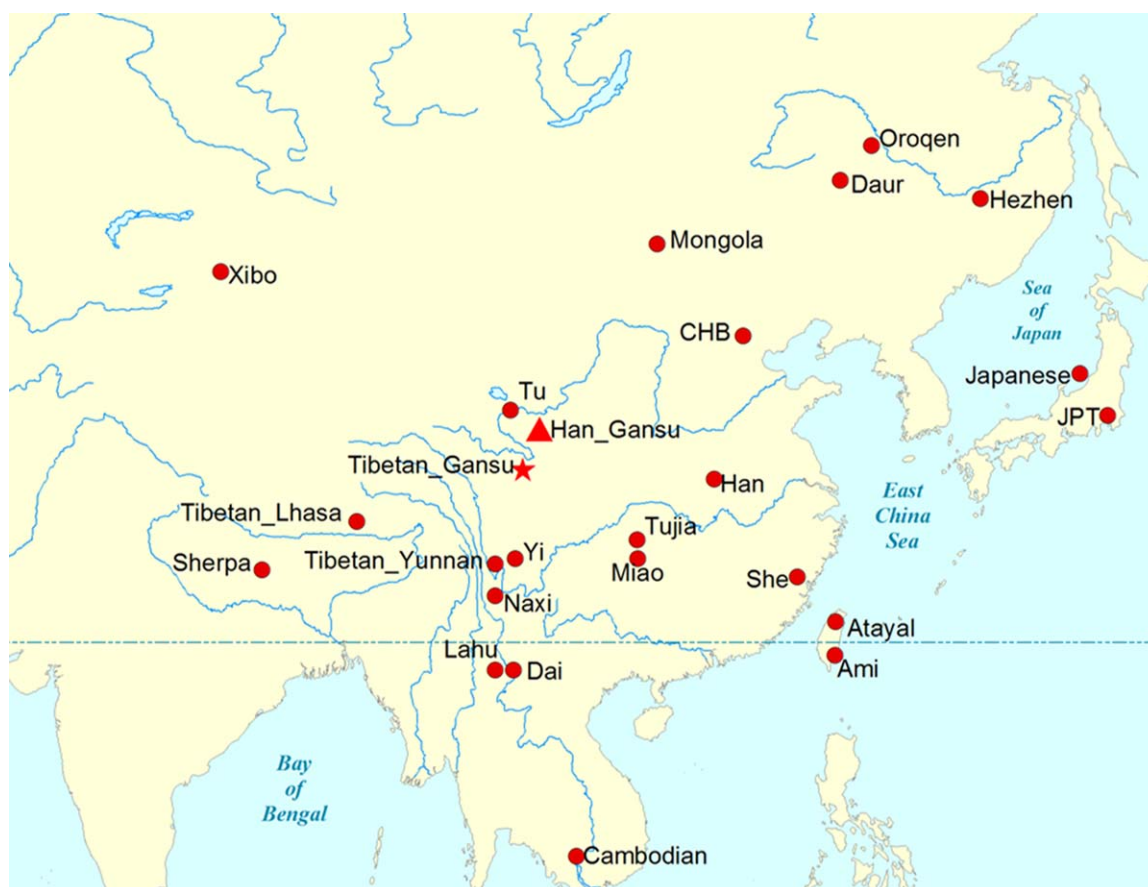 Oroqen
Daur
Hezhen
Mongola
Xibo
Sea
of
Japan
CHB
Japanese
Tu
JPT
Han_Gansu
Tibetan_Gansu
Han
East
China
Sea
Tibetan_Lhasa
Tujia
Sherpa
Tibetan_Yunnan
Yi
Miao
She
Naxi
Atayal
Lahu
Dai
Ami
Bay
of
Bengal
Cambodian